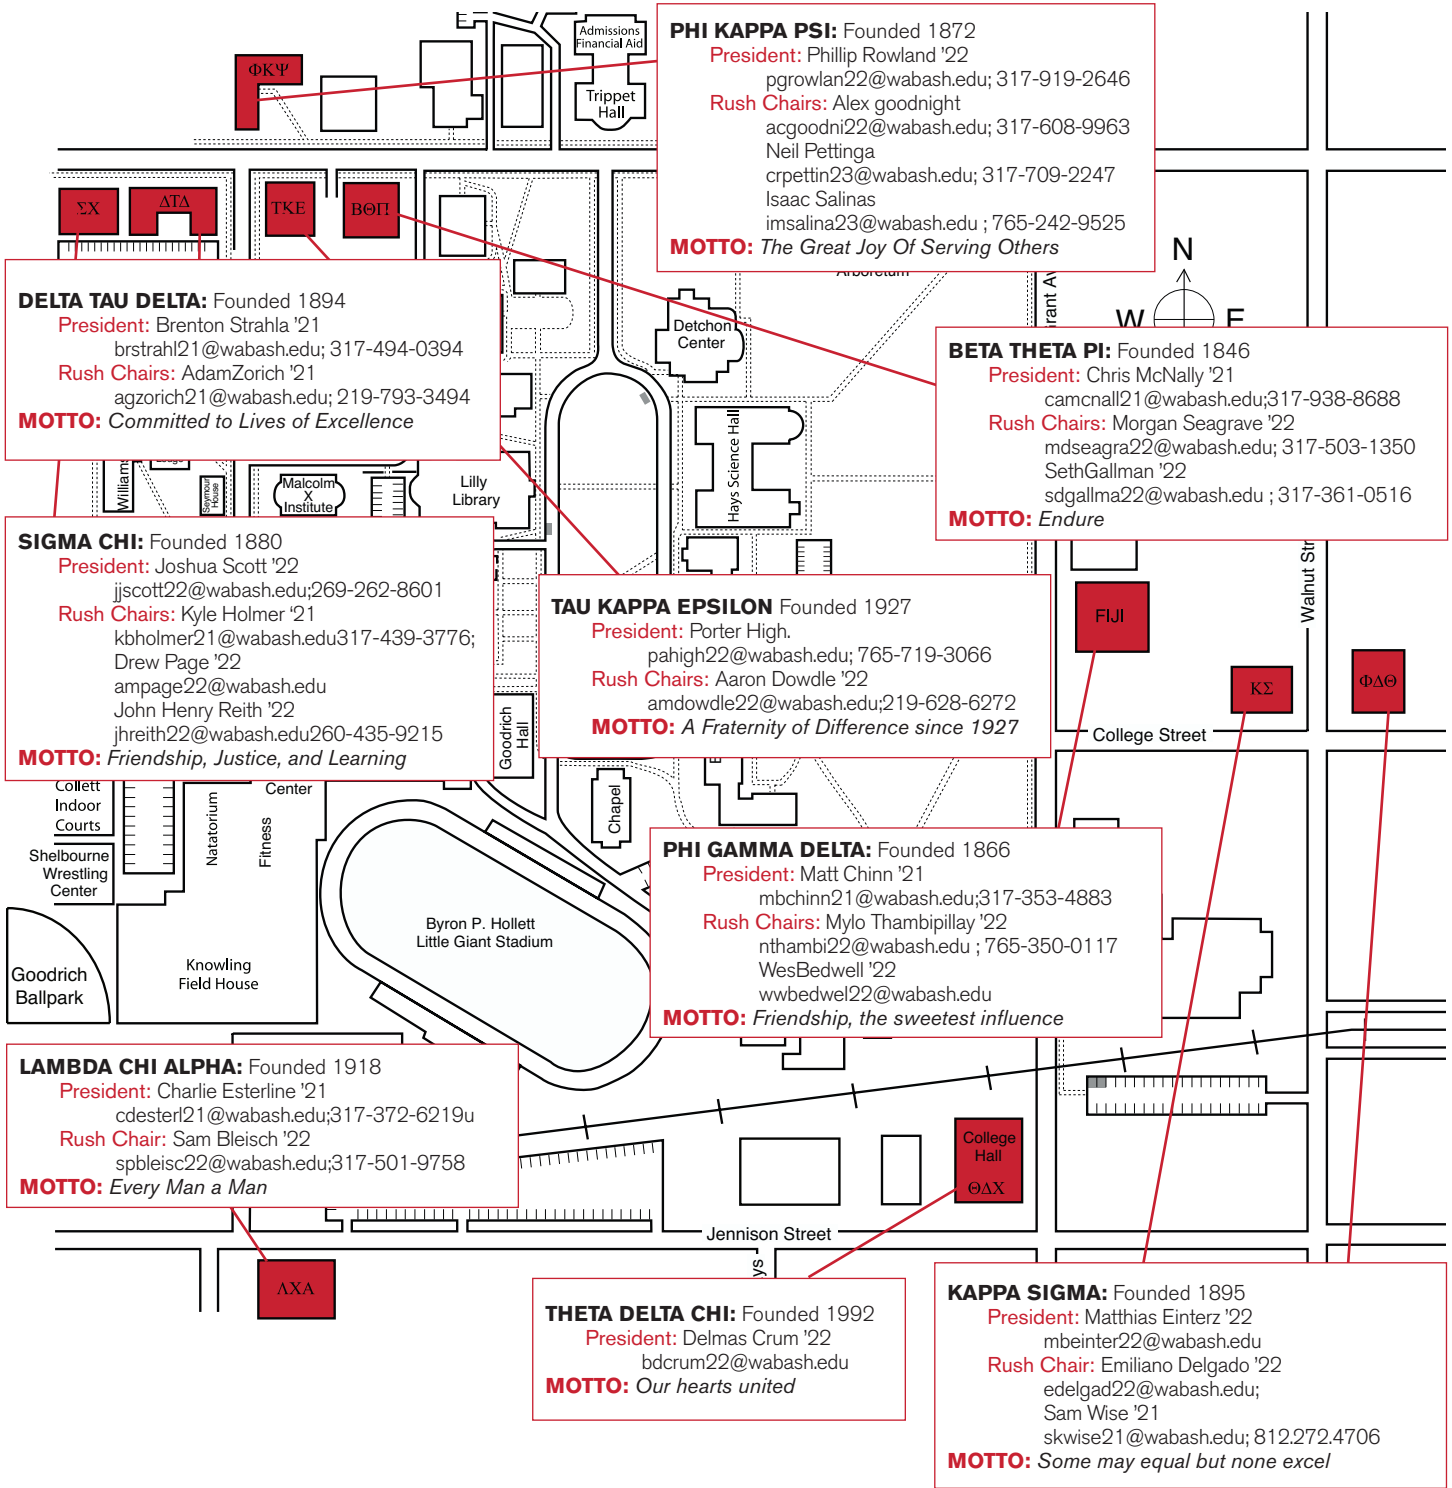 Admissions
Financial Aid
Trippet
Hall
ΦΚΨ
PHI KAPPA PSI: Founded 1872
President: Phillip Rowland '22
pgrowlan22@wabash.edu; 317-919-2646
Rush Chairs: Alex goodnight
acgoodni22@wabash.edu; 317-608-9963
Neil Pettinga
crpettin23@wabash.edu; 317-709-2247
Isaac Salinas
imsalina23@wabash.edu ; 765-242-9525
MOTTO: The Great Joy Of Serving Others
ΣΧ
ΔΤΔ
ΤΚΕ
ΒΘΠ
Arboretum
Grant Av
N
W
E
DELTA TAU DELTA: Founded 1894
President: Brenton Strahla '21
brstrahl21@wabash.edu; 317-494-0394
Rush Chairs: AdamZorich '21
agzorich21@wabash.edu; 219-793-3494
MOTTO: Committed to Lives of Excellence
Detchon
Center
BETA THETA PI: Founded 1846
President: Chris McNally '21
camcnall21@wabash.edu;317-938-8688
Rush Chairs: Morgan Seagrave '22
mdseagra22@wabash.edu; 317-503-1350
SethGallman '22
sdgallma22@wabash.edu ; 317-361-0516
MOTTO: Endure
Williams
Seymour
House
Malcolm
X
Institute
Lilly
Library
Hays Science Hall
Walnut Str
SIGMA CHI: Founded 1880
President: Joshua Scott '22
jjscott22@wabash.edu;269-262-8601
Rush Chairs: Kyle Holmer '21
kbholmer21@wabash.edu317-439-3776;
Drew Page '22
ampage22@wabash.edu
John Henry Reith '22
jhreith22@wabash.edu260-435-9215
MOTTO: Friendship, Justice, and Learning
TAU KAPPA EPSILON Founded 1927
President: Porter High.
pahigh22@wabash.edu; 765-719-3066
Rush Chairs: Aaron Dowdle '22
amdowdle22@wabash.edu;219-628-6272
MOTTO: A Fraternity of Difference since 1927
FIJI
ΚΣ
ΦΔΘ
College Street
Goodrich
Hall
Collett
Indoor
Courts
Center
Natatorium
Fitness
Chapel
Shelbourne
Wrestling
Center
PHI GAMMA DELTA: Founded 1866
President: Matt Chinn '21
mbchinn21@wabash.edu;317-353-4883
Rush Chairs: Mylo Thambipillay '22
nthambi22@wabash.edu ; 765-350-0117
WesBedwell '22
wwbedwel22@wabash.edu
MOTTO: Friendship, the sweetest influence
Byron P. Hollett
Little Giant Stadium
Goodrich
Ballpark
Knowling
Field House
LAMBDA CHI ALPHA: Founded 1918
President: Charlie Esterline '21
cdesterl21@wabash.edu;317-372-6219u
Rush Chair: Sam Bleisch '22
spbleisc22@wabash.edu;317-501-9758
MOTTO: Every Man a Man
College
Hall
ΘΔΧ
Jennison Street
ys
ΛΧΑ
THETA DELTA CHI: Founded 1992
President: Delmas Crum '22
bdcrum22@wabash.edu
MOTTO: Our hearts united
KAPPA SIGMA: Founded 1895
President: Matthias Einterz '22
mbeinter22@wabash.edu
Rush Chair: Emiliano Delgado '22
edelgad22@wabash.edu;
Sam Wise '21
skwise21@wabash.edu; 812.272.4706
MOTTO: Some may equal but none excel